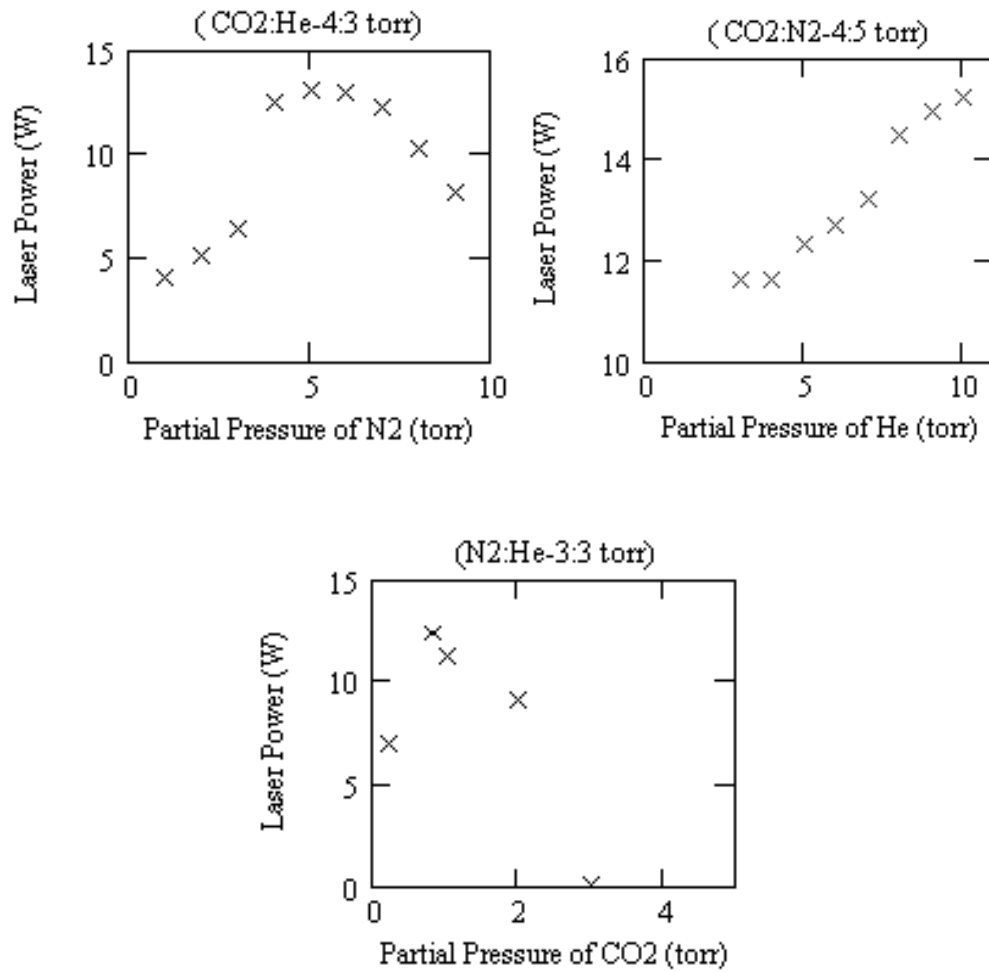 ( CO2:He-4:3 torr)
15
10
5
0
Laser Power (W)
0
5
10
Partial Pressure of N2 (torr)
( CO2:N2-4:5 torr)
16
14
12
10
Laser Power (W)
0
5
10
Partial Pressure of He (torr)
(N2:He-3:3 torr)
15
10
5
0
Laser Power (W)
0
2
4
Partial Pressure of CO2 (torr)